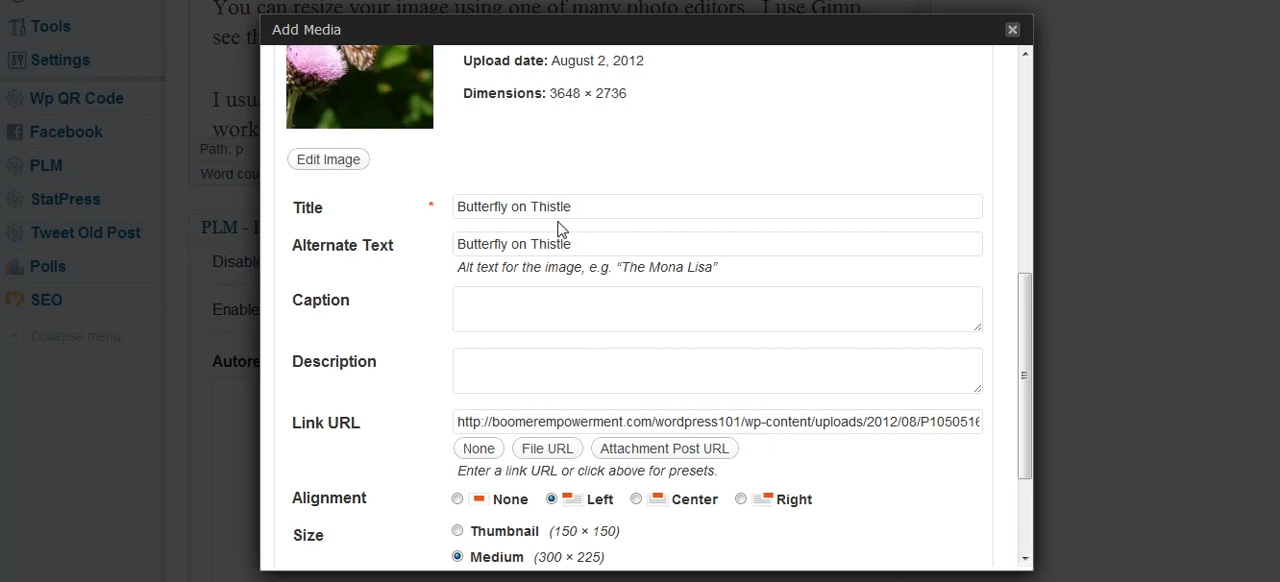 You can resize your image using one of many photo editors. I use Gimp.
see th
I usu
work
Path: p
Word cou
PLM -
Disabl
Enable
Autore
Tools
Settings
Wp QR Code
Facebook
PLM
StatPress
Tweet Old Post
Polls
SEO
Collapse menu
Add Media
Upload date: August 2, 2012
Dimensions: 3648 × 2736
Edit Image
Title * Butterfly on Thistle
Alternate Text Butterfly on Thistle
Alt text for the image, e.g. “The Mona Lisa”
Caption
Description
Link URL http://boomerempowerment.com/wordpress101/wp-content/uploads/2012/08/P1050516
None File URL Attachment Post URL
Enter a link URL or click above for presets.
Alignment None Left Center Right
Size Thumbnail (150 × 150)
Medium (300 × 225)